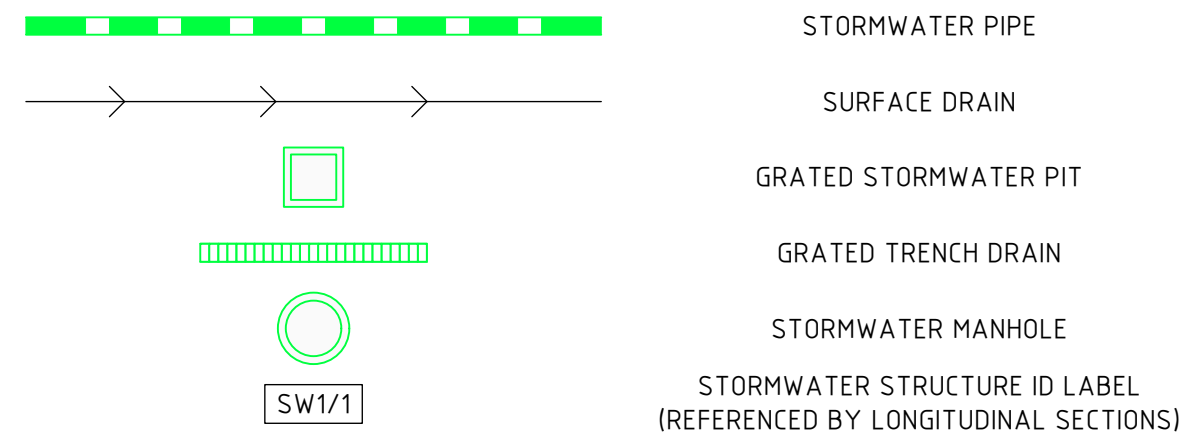 STORMWATER PIPE
SURFACE DRAIN
GRATED STORMWATER PIT
GRATED TRENCH DRAIN
STORMWATER MANHOLE
SW1/1
STORMWATER STRUCTURE ID LABEL
(REFERENCED BY LONGITUDINAL SECTIONS)